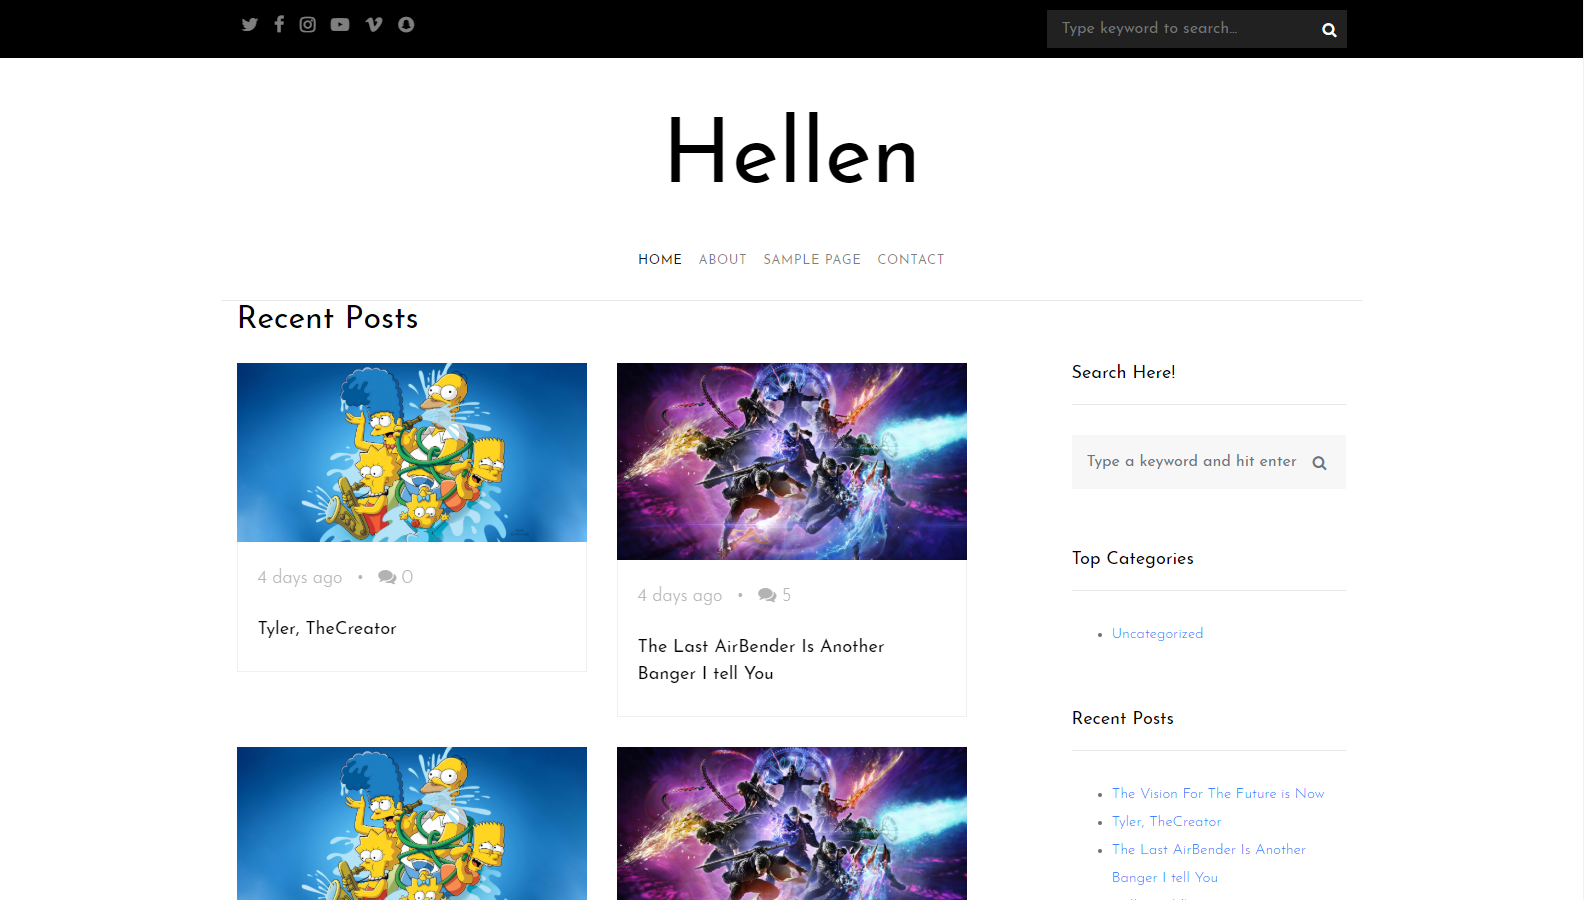 Type keyword to search...
Hellen
HOME ABOUT SAMPLE PAGE CONTACT
Recent Posts
4 days ago • 0
Tyler, TheCreator
4 days ago • 5
The Last AirBender Is Another
Banger I tell You
Search Here!
Type a keyword and hit enter
Top Categories
• Uncategorized
Recent Posts
• The Vision For The Future is Now
• Tyler, TheCreator
• The Last AirBender Is Another
Banger I tell You